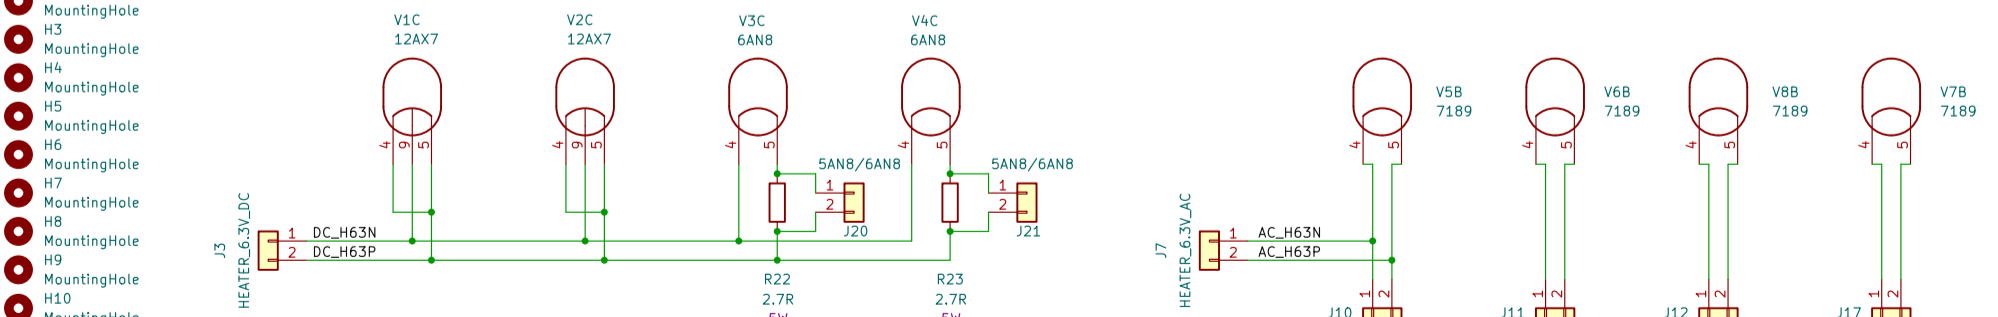 MountingHole
H3
MountingHole
H4
MountingHole
H5
MountingHole
H6
MountingHole
H7
MountingHole
H8
MountingHole
H9
MountingHole
H10
MountingHole
V1C
12AX7
4 9 5
V2C
12AX7
4 9 5
V3C
6AN8
4 5
V4C
6AN8
4 5
5AN8/6AN8
1
2
J20
5AN8/6AN8
1
2
J21
J3
HEATER_6.3V_DC
1 DC_H63N
2 DC_H63P
R22
2.7R
5W
R23
2.7R
5W
V5B
7189
4 5
V6B
7189
4 5
V8B
7189
4 5
V7B
7189
4 5
J7
HEATER_6.3V_AC
1 AC_H63N
2 AC_H63P
1 2
J10
1 2
J11
1 2
J12
1 2
J17